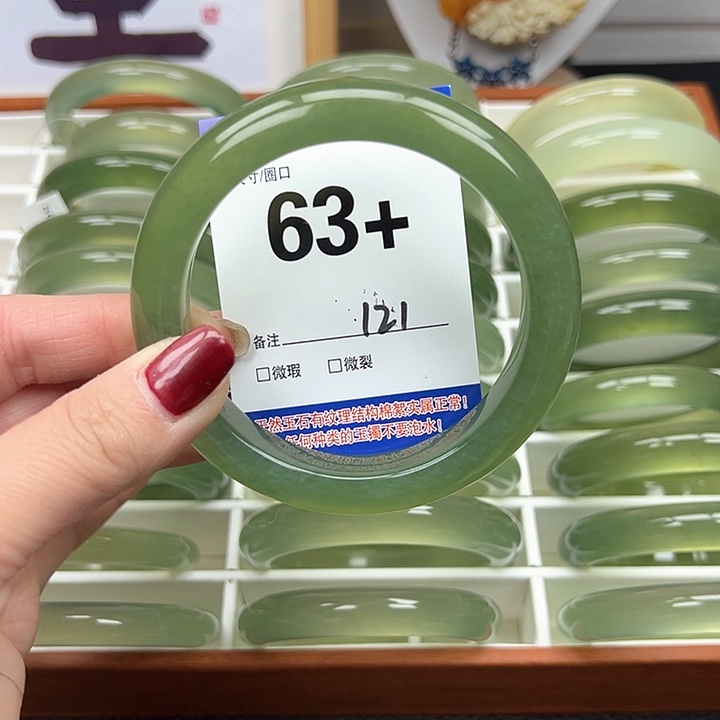 寸/圈口
63+
备注 121
□微瑕 □微裂
天然玉石有纹理结构棉絮实属正常!
任何种类的玉镯不要泡水!